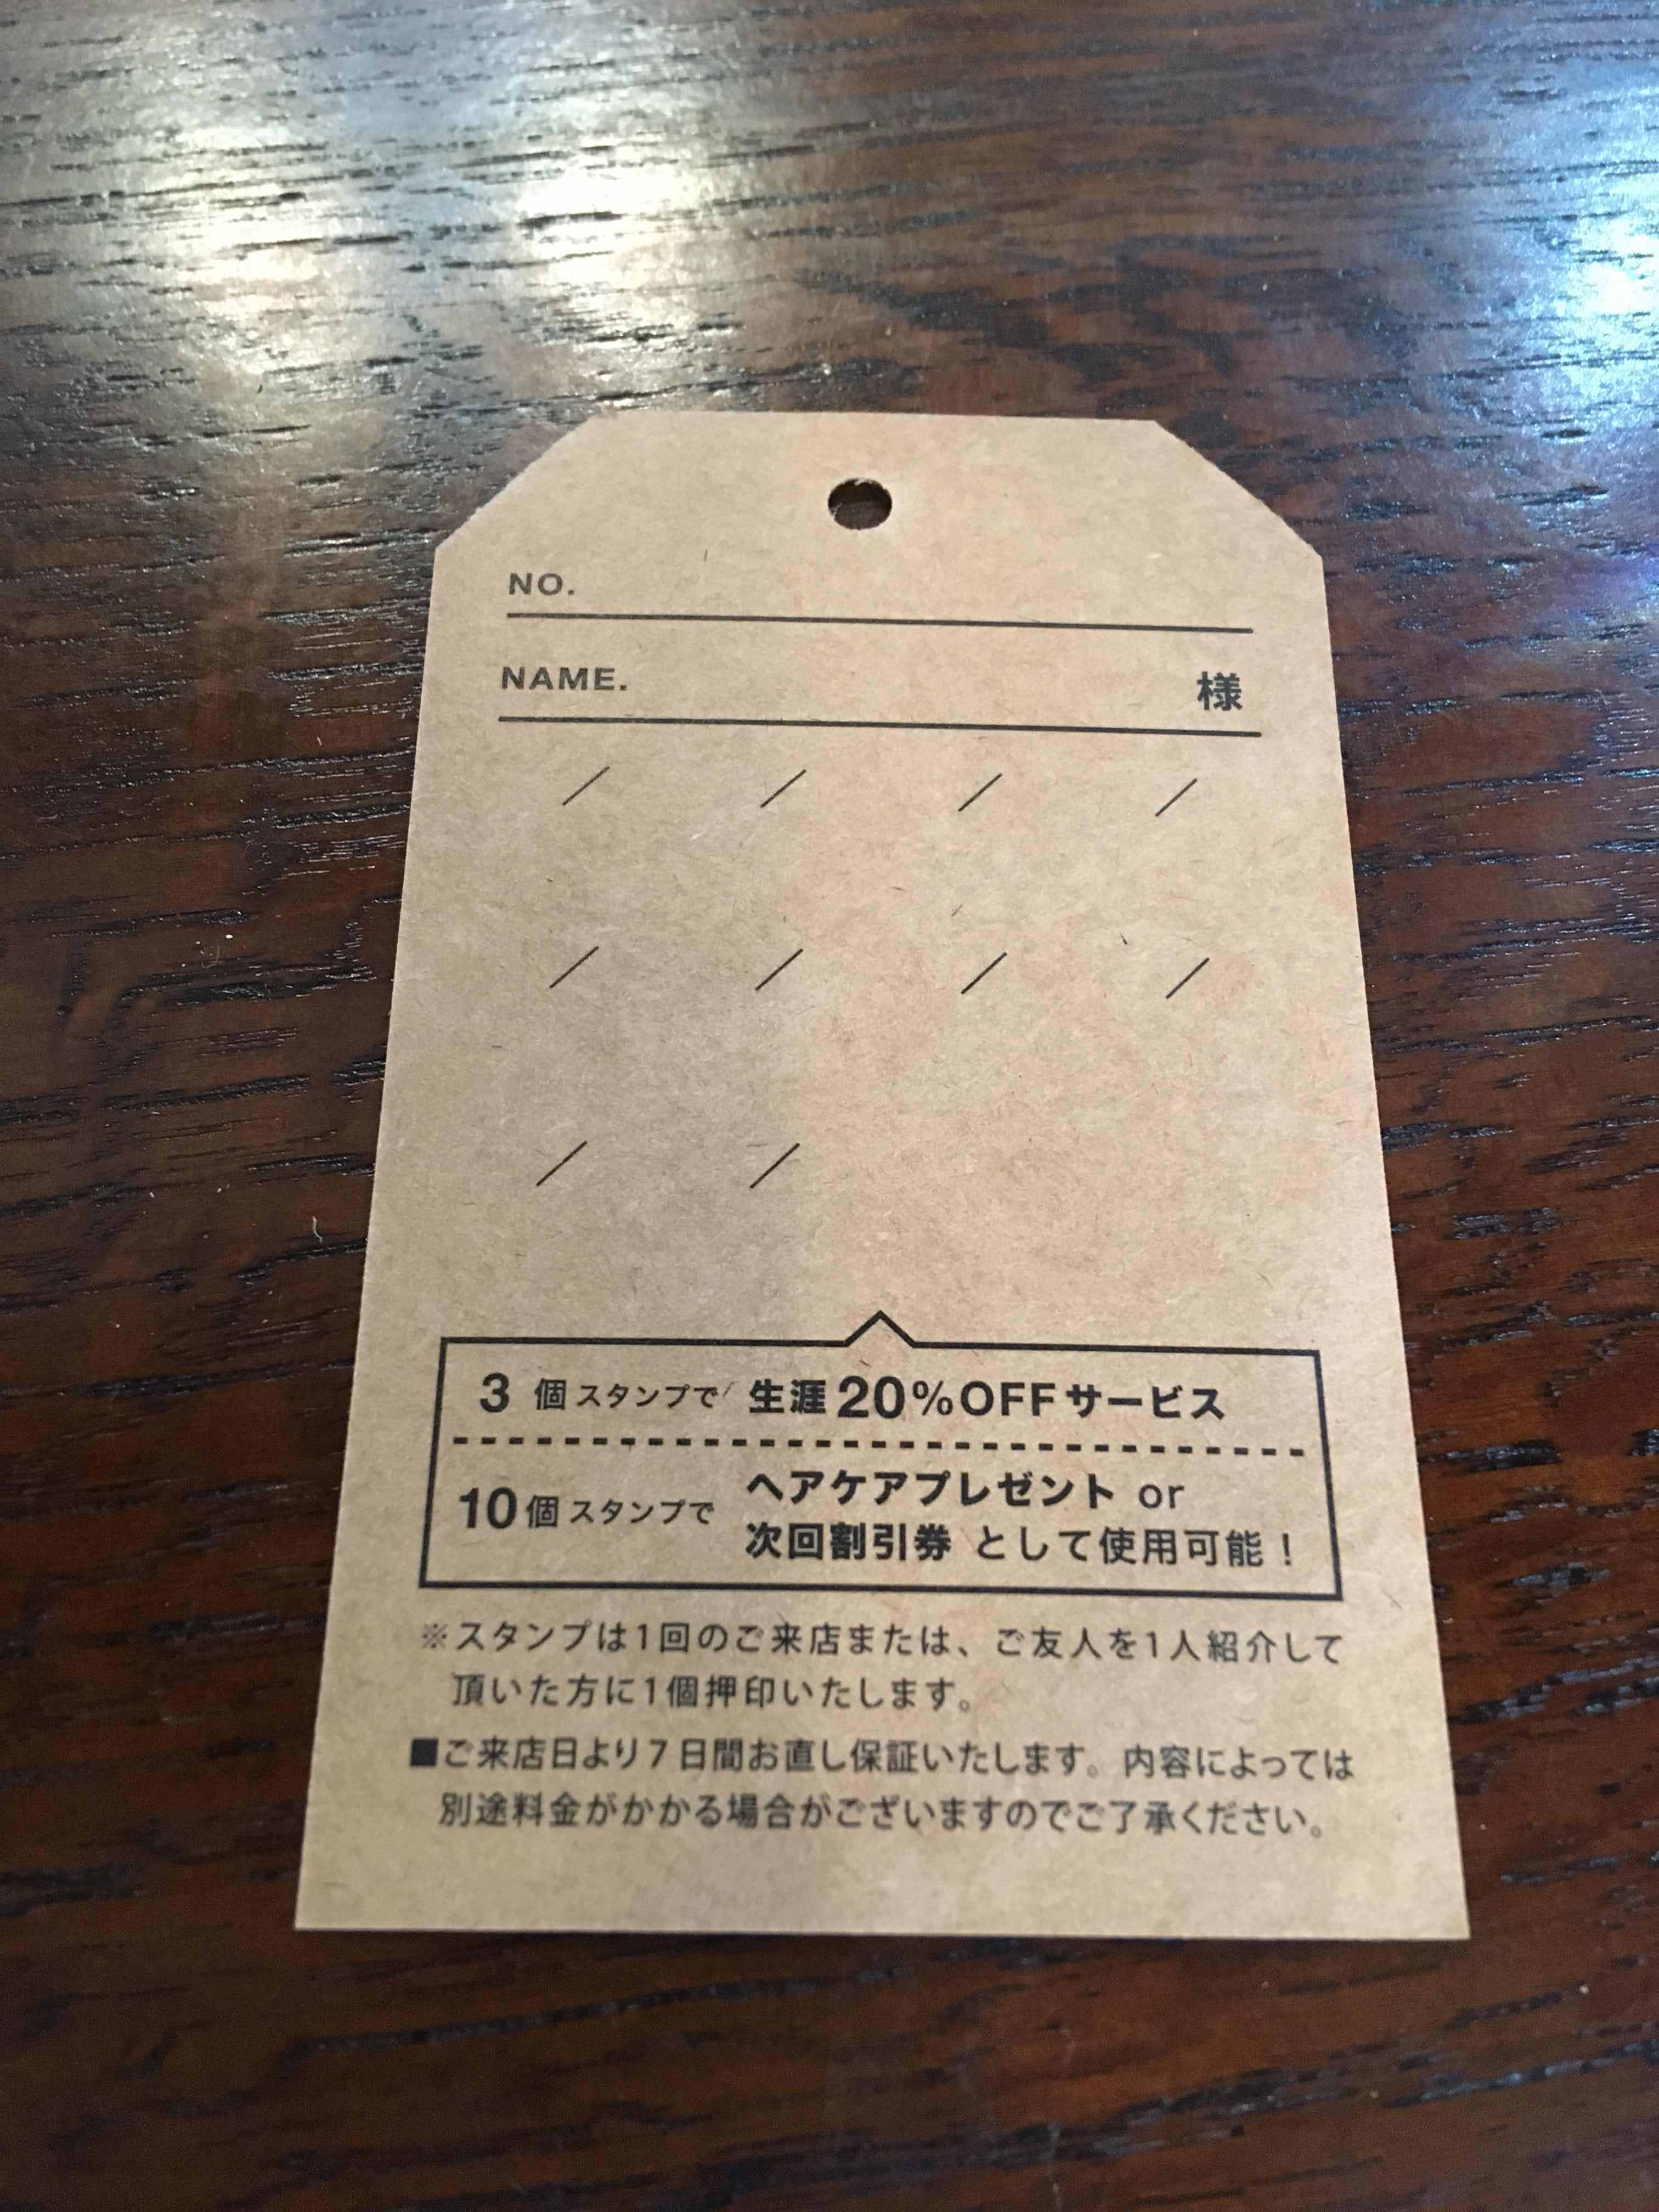 NO.
NAME. 様
／ ／ ／ ／
／ ／ ／ ／
／ ／
3 個スタンプで 生涯20%OFFサービス
10個スタンプで ヘアケアプレゼント or
次回割引券 として使用可能！
※スタンプは1回のご来店または、ご友人を1人紹介して
頂いた方に1個押印いたします。
■ご来店日より7日間お直し保証いたします。内容によっては
別途料金がかかる場合がございますのでご了承ください。